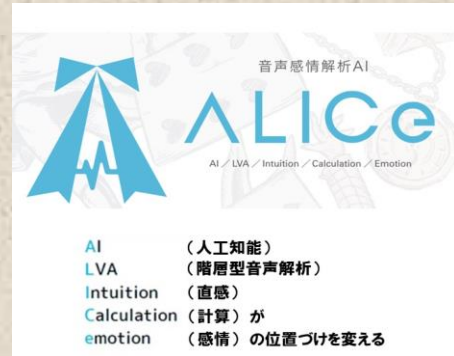 音声感情解析AI
ALICe
AI／LVA／Intuition／Calculation／Emotion
AI （人工知能）
LVA （階層型音声解析）
Intuition （直感）
Calculation （計算）が
emotion （感情）の位置づけを変える